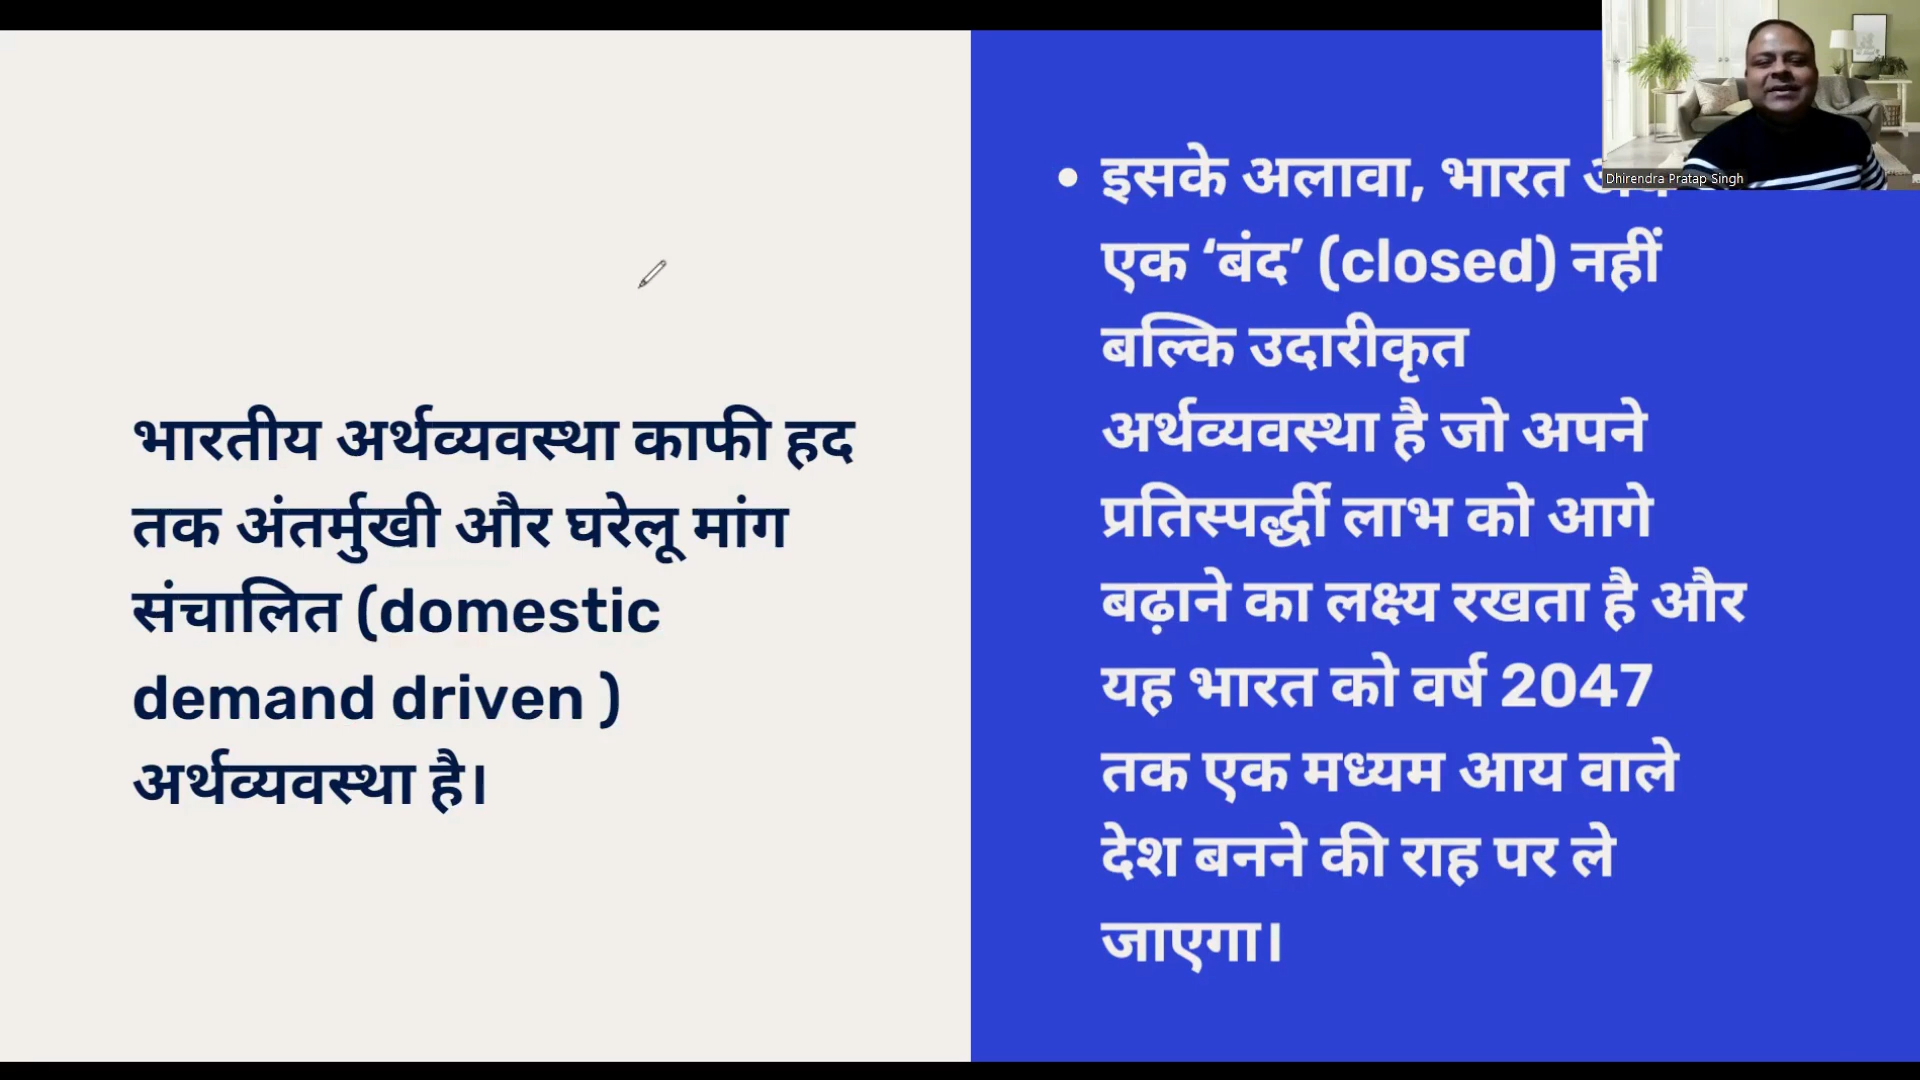 भारतीय अर्थव्यवस्था काफी हद
तक अंतर्मुखी और घरेलू मांग
संचालित (domestic
demand driven )
अर्थव्यवस्था है।
इसके अलावा, भारत
एक ‘बंद’ (closed) नहीं
बल्कि उदारीकृत
अर्थव्यवस्था है जो अपने
प्रतिस्पर्द्धी लाभ को आगे
बढ़ाने का लक्ष्य रखता है और
यह भारत को वर्ष 2047
तक एक मध्यम आय वाले
देश बनने की राह पर ले
जाएगा।
Dhirendra Pratap Singh